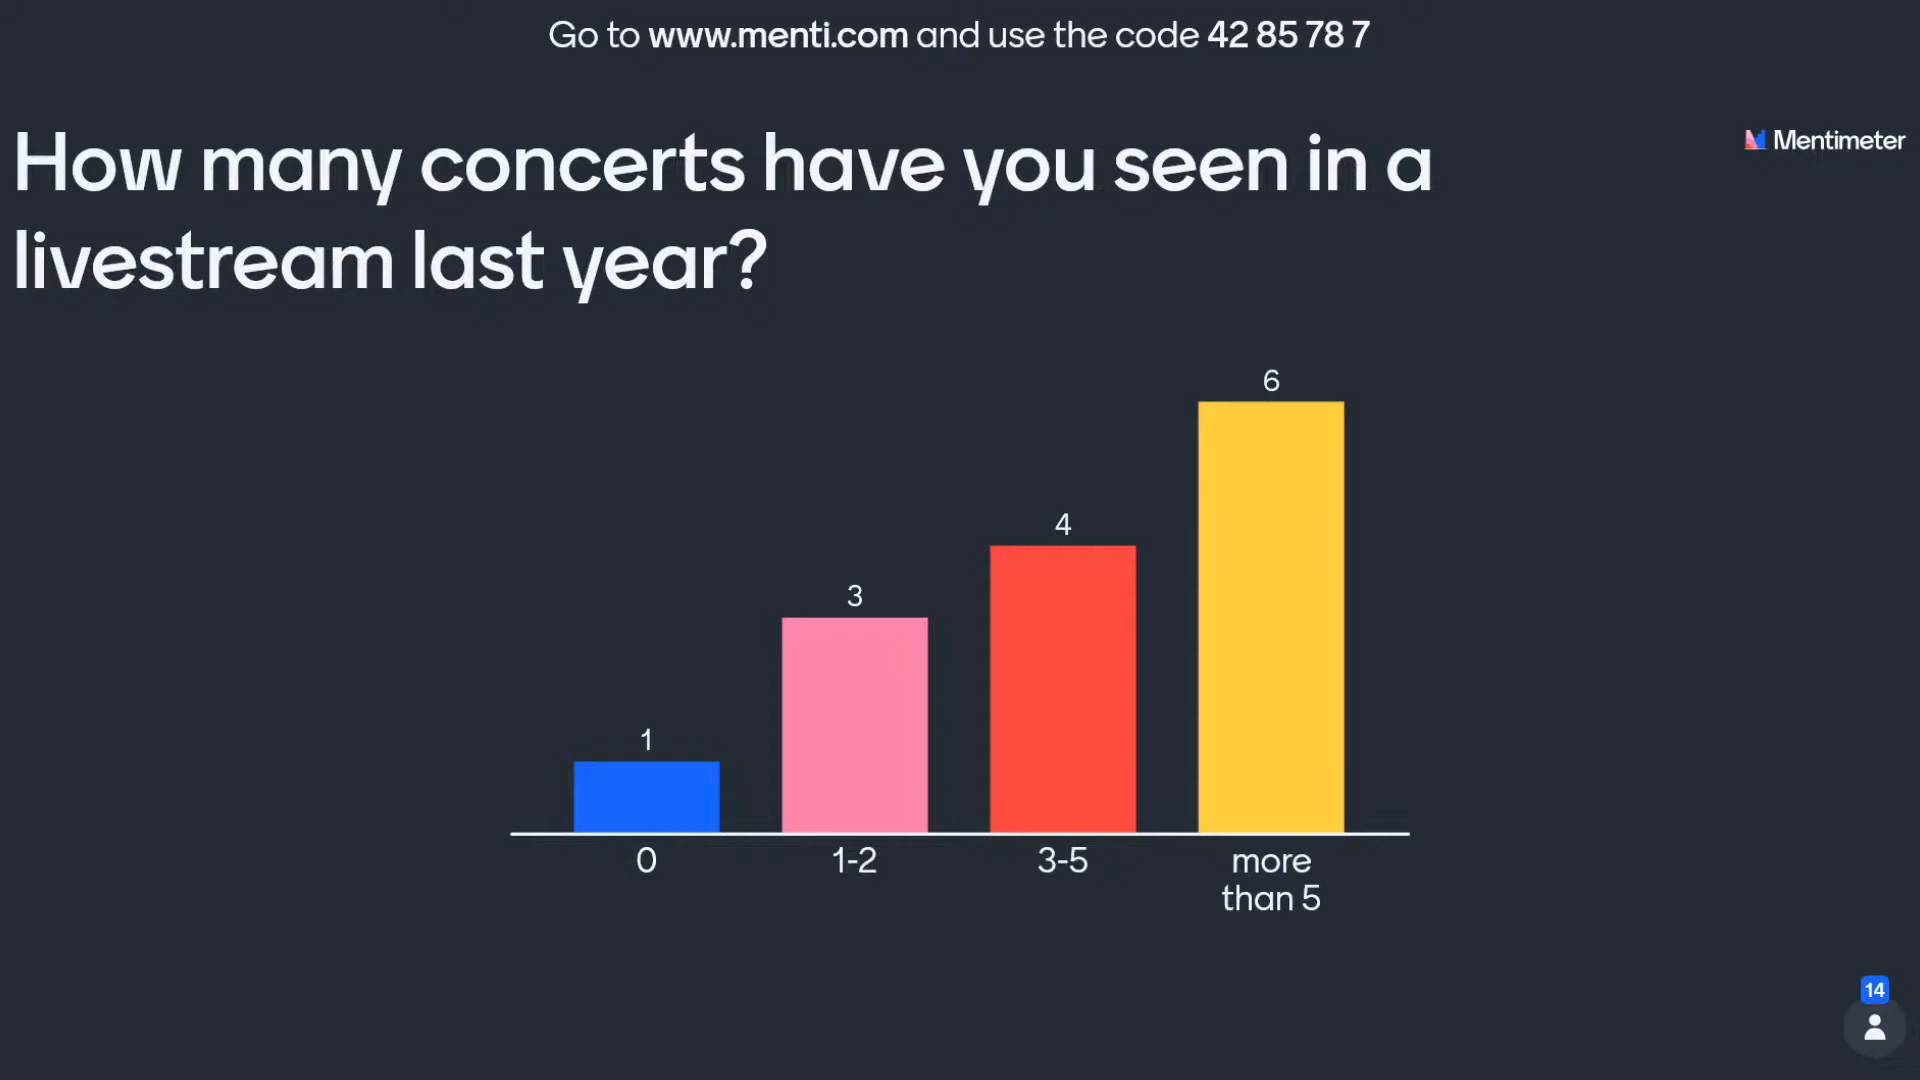 Go to www.menti.com and use the code 42 85 78 7
Mentimeter
How many concerts have you seen in a
livestream last year?
6
4
3
1
0
1-2
3-5
more
than 5
14